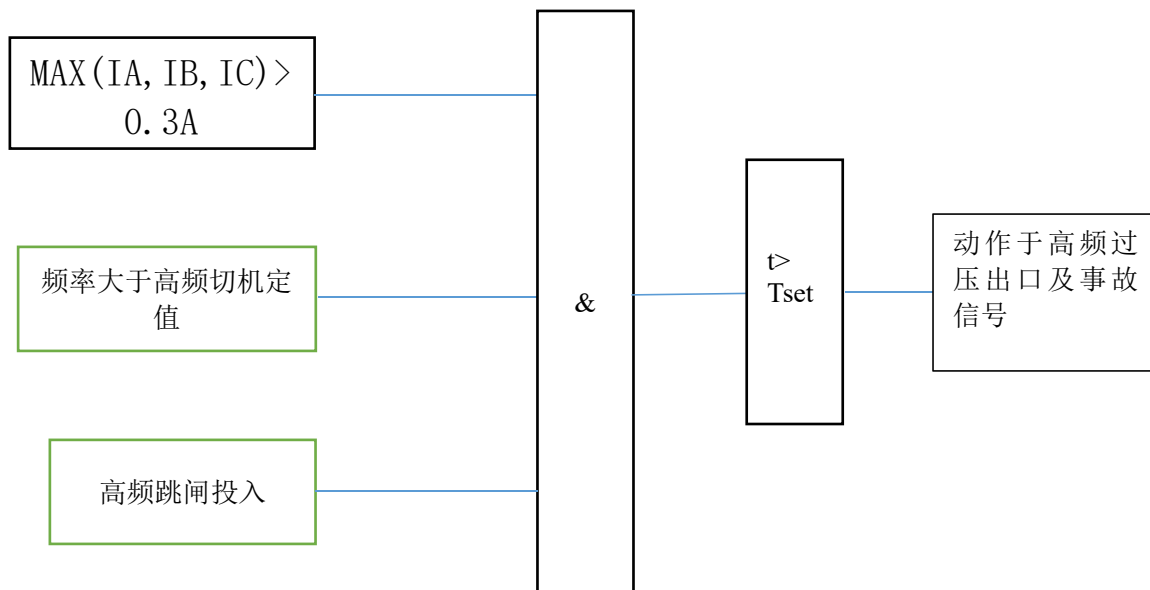 MAX(IA,IB,IC)>
0.3A
频率大于高频切机定
值
高频跳闸投入
&
t>
Tset
动作于高频过
压出口及事故
信号